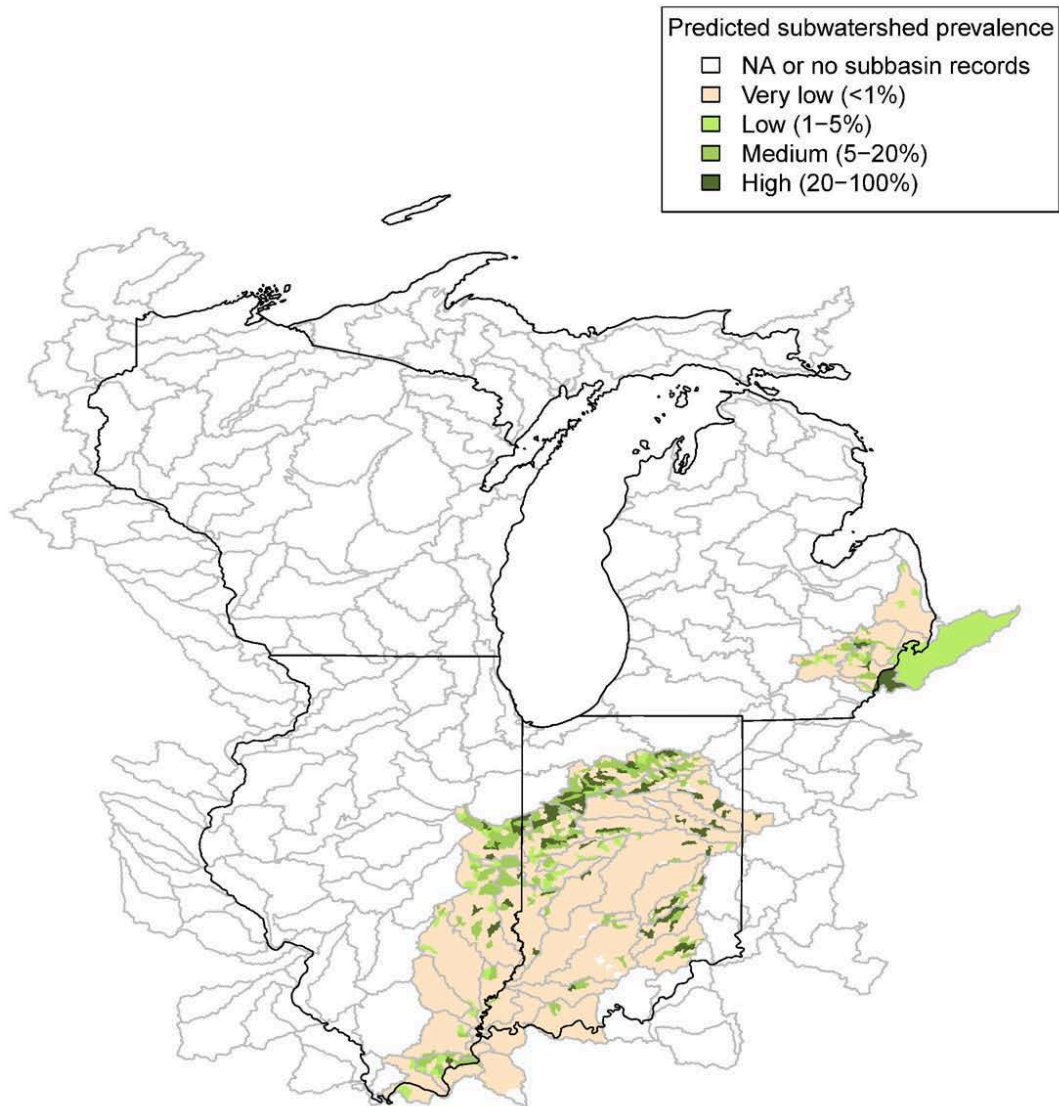 Predicted subwatershed prevalence
NA or no subbasin records
Very low (<1%)
Low (1−5%)
Medium (5−20%)
High (20−100%)